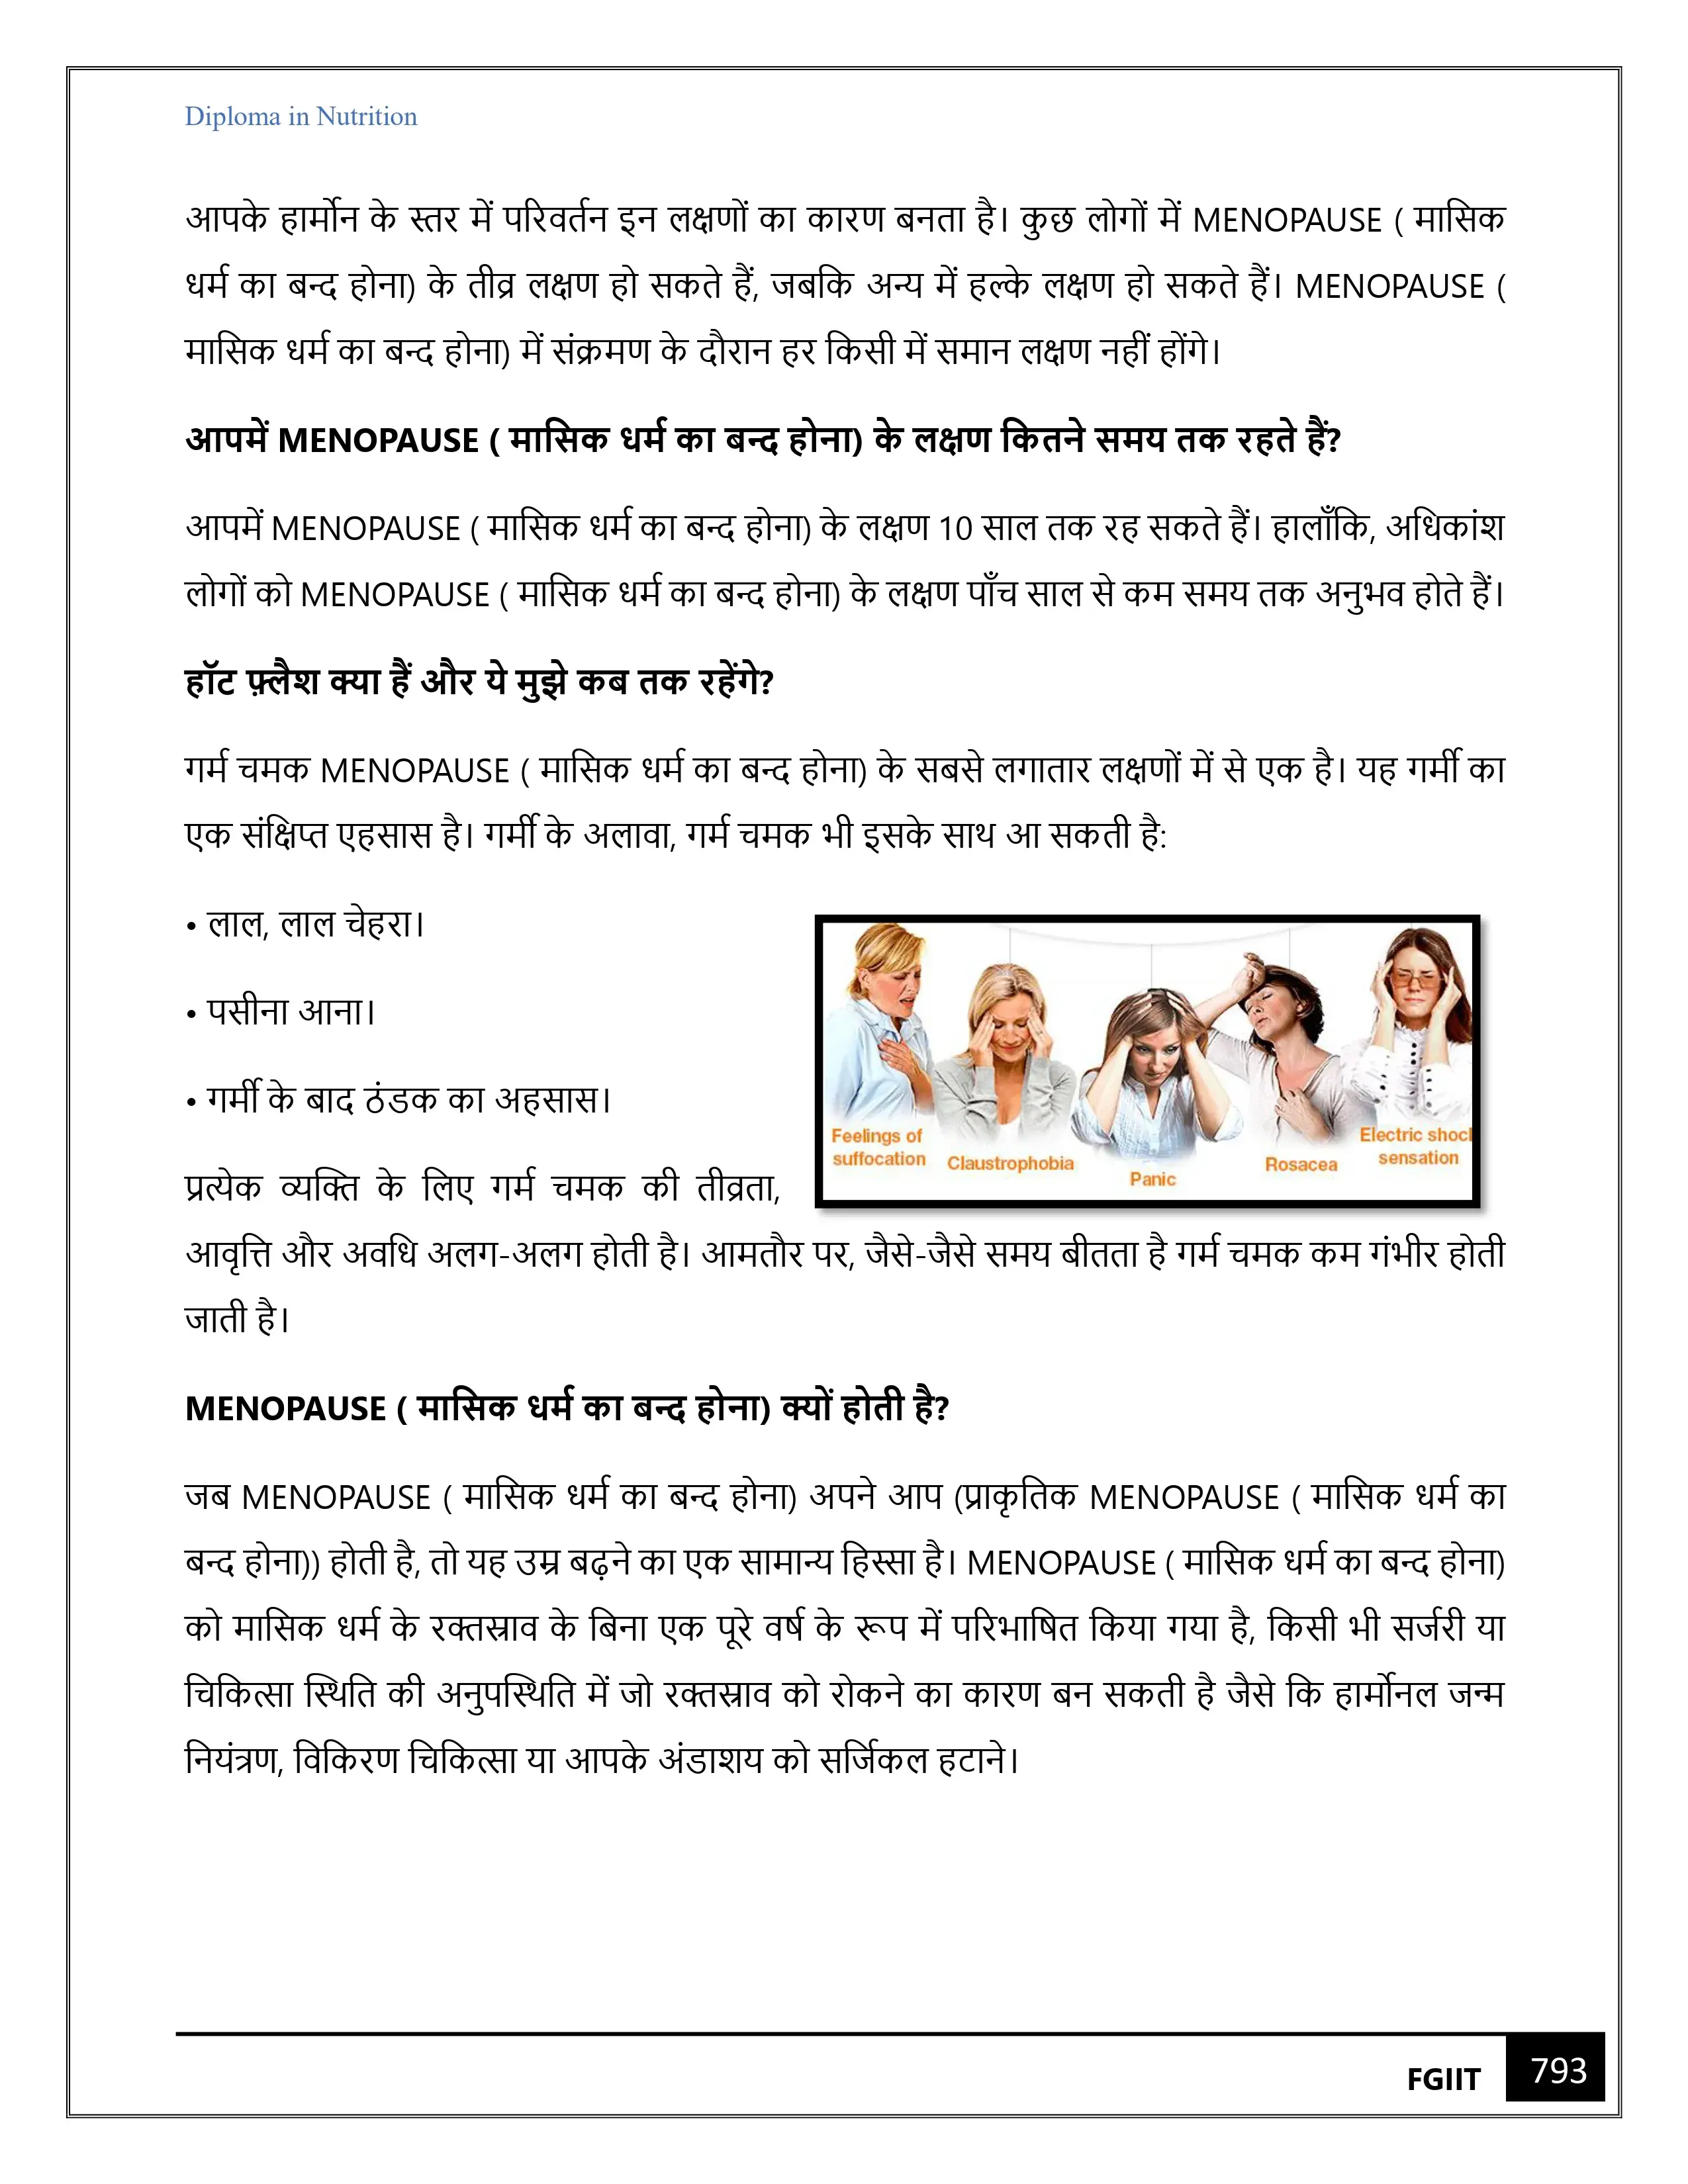 Diploma in Nutrition
आपके हार्मोन के स्तर में परिवर्तन इन लक्षणों का कारण बनता है। कुछ लोगों में MENOPAUSE ( मासिक
धर्म का बन्द होना) के तीव्र लक्षण हो सकते हैं, जबकि अन्य में हल्के लक्षण हो सकते हैं। MENOPAUSE (
मासिक धर्म का बन्द होना) में संक्रमण के दौरान हर किसी में समान लक्षण नहीं होंगे।
आपमें MENOPAUSE ( मासिक धर्म का बन्द होना) के लक्षण कितने समय तक रहते हैं?
आपमें MENOPAUSE ( मासिक धर्म का बन्द होना) के लक्षण 10 साल तक रह सकते हैं। हालाँकि, अधिकांश
लोगों को MENOPAUSE ( मासिक धर्म का बन्द होना) के लक्षण पाँच साल से कम समय तक अनुभव होते हैं।
हॉट फ़्लैश क्या हैं और ये मुझे कब तक रहेंगे?
गर्म चमक MENOPAUSE ( मासिक धर्म का बन्द होना) के सबसे लगातार लक्षणों में से एक है। यह गर्मी का
एक संक्षिप्त एहसास है। गर्मी के अलावा, गर्म चमक भी इसके साथ आ सकती है:
• लाल, लाल चेहरा।
• पसीना आना।
• गर्मी के बाद ठंडक का अहसास।
Feelings of
suffocation
Claustrophobia
Panic
Rosacea
Electric shoc
sensation
प्रत्येक व्यक्ति के लिए गर्म चमक की तीव्रता,
आवृत्ति और अवधि अलग-अलग होती है। आमतौर पर, जैसे-जैसे समय बीतता है गर्म चमक कम गंभीर होती
जाती है।
MENOPAUSE ( मासिक धर्म का बन्द होना) क्यों होती है?
जब MENOPAUSE ( मासिक धर्म का बन्द होना) अपने आप (प्राकृतिक MENOPAUSE ( मासिक धर्म का
बन्द होना)) होती है, तो यह उम्र बढ़ने का एक सामान्य हिस्सा है। MENOPAUSE ( मासिक धर्म का बन्द होना)
को मासिक धर्म के रक्तस्राव के बिना एक पूरे वर्ष के रूप में परिभाषित किया गया है, किसी भी सर्जरी या
चिकित्सा स्थिति की अनुपस्थिति में जो रक्तस्राव को रोकने का कारण बन सकती है जैसे कि हार्मोनल जन्म
नियंत्रण, विकिरण चिकित्सा या आपके अंडाशय को सर्जिकल हटाने।
FGIIT
793